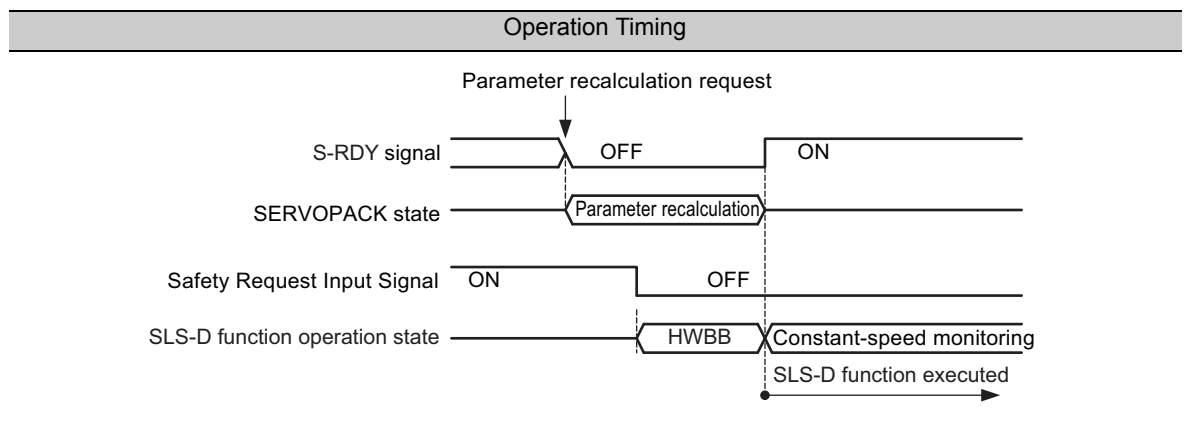 Operation Timing
Parameter recalculation request
S-RDY signal OFF ON
SERVOPACK state Parameter recalculation
Safety Request Input Signal ON OFF
SLS-D function operation state HWBB Constant-speed monitoring
SLS-D function executed